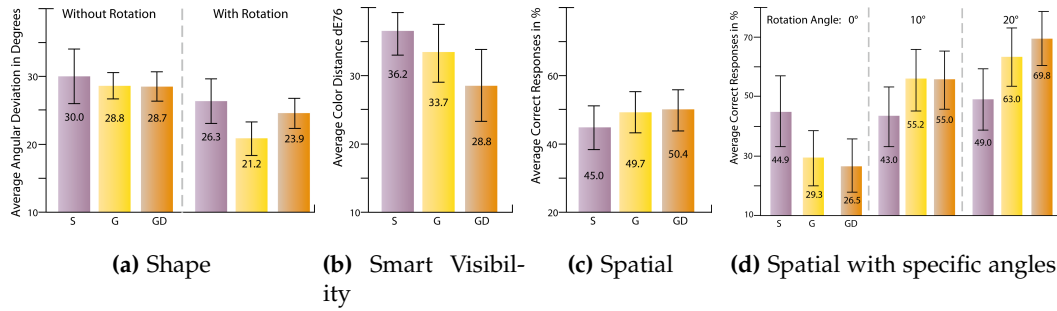 Average Angular Deviation in Degrees
Without Rotation
With Rotation
30
20
10
30.0
28.8
28.7
26.3
21.2
23.9
S
G
GD
(a) Shape
Average Color Distance dE76
40
30
20
10
36.2
33.7
28.8
S
G
GD
(b) Smart Visibil-
ity
Average Correct Responses in %
80
60
40
20
45.0
49.7
50.4
S
G
GD
(c) Spatial
Average Correct Responses in %
Rotation Angle: 0°
10°
20°
70
50
30
10
44.9
29.3
26.5
43.0
55.2
55.0
49.0
63.0
69.8
S
G
GD
(d) Spatial with specific angles